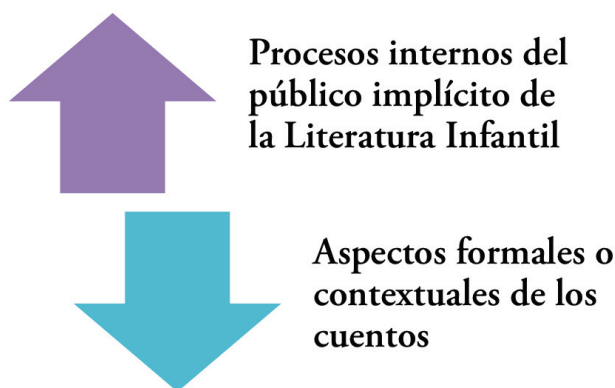 Procesos internos del
público implícito de
la Literatura Infantil
Aspectos formales o
contextuales de los
cuentos